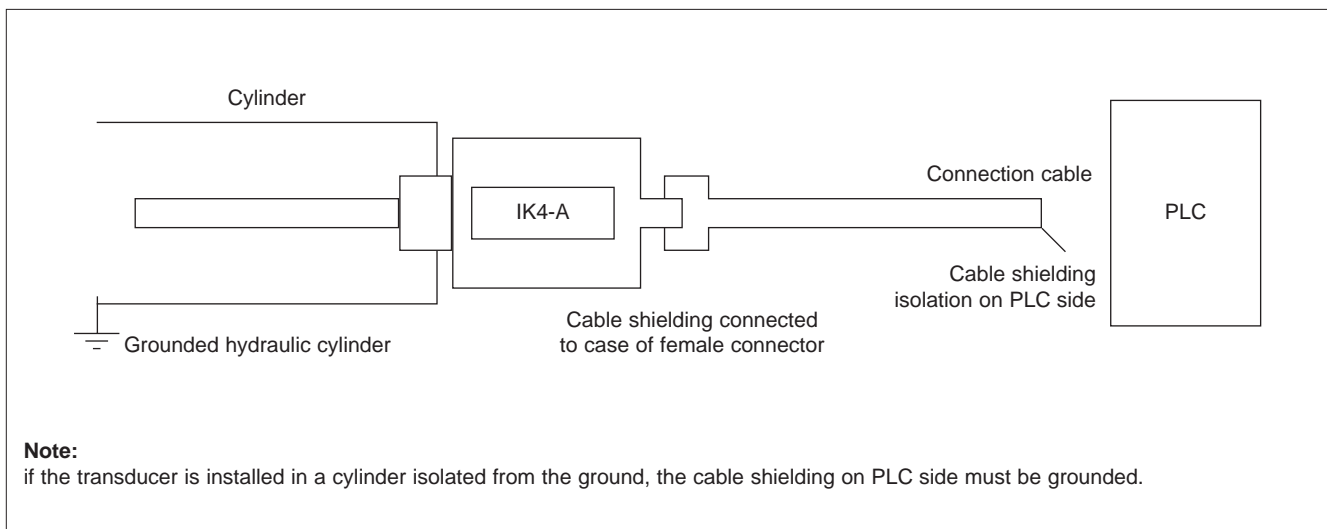 Cylinder
Connection cable
IK4-A
PLC
Cable shielding
isolation on PLC side
Cable shielding connected
to case of female connector
Grounded hydraulic cylinder
Note:
if the transducer is installed in a cylinder isolated from the ground, the cable shielding on PLC side must be grounded.